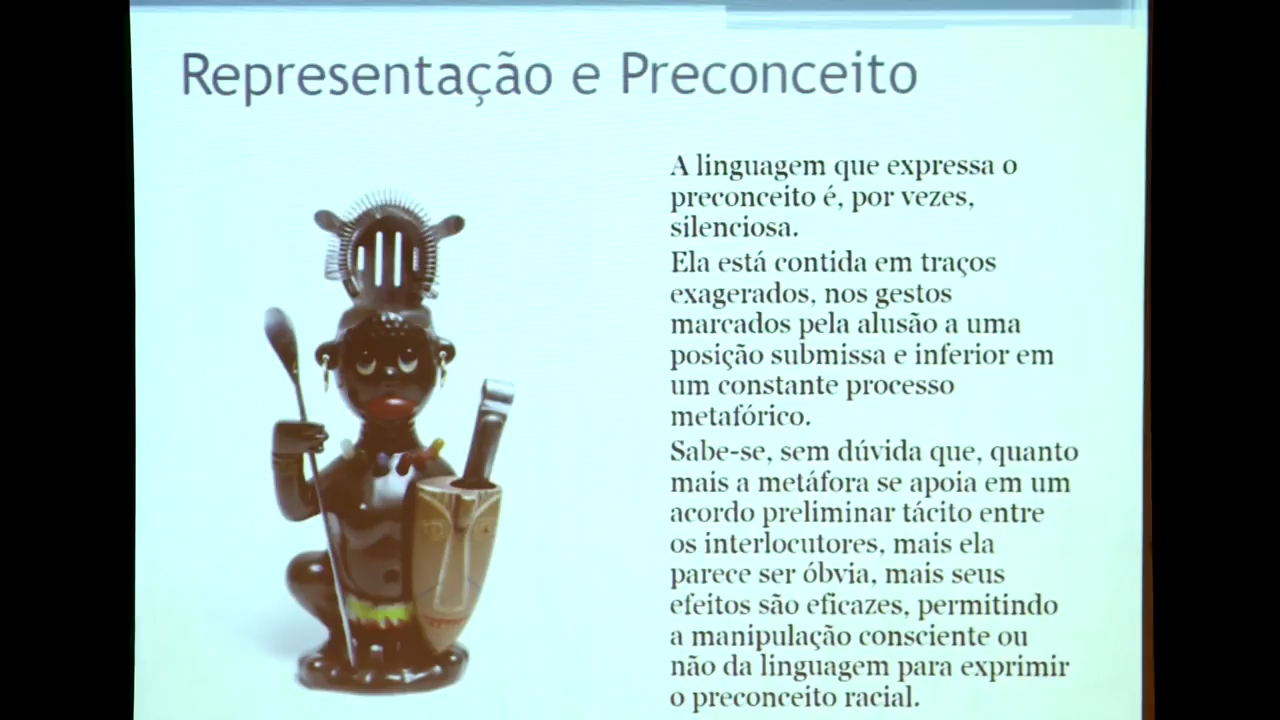 Representação e Preconceito
A linguagem que expressa o
preconceito é, por vezes,
silenciosa.
Ela está contida em traços
exagerados, nos gestos
marcados pela alusão a uma
posição submissa e inferior em
um constante processo
metafórico.
Sabe-se, sem dúvida que, quanto
mais a metáfora se apoia em um
acordo preliminar tácito entre
os interlocutores, mais ela
parece ser óbvia, mais seus
efeitos são eficazes, permitindo
a manipulação consciente ou
não da linguagem para exprimir
o preconceito racial.